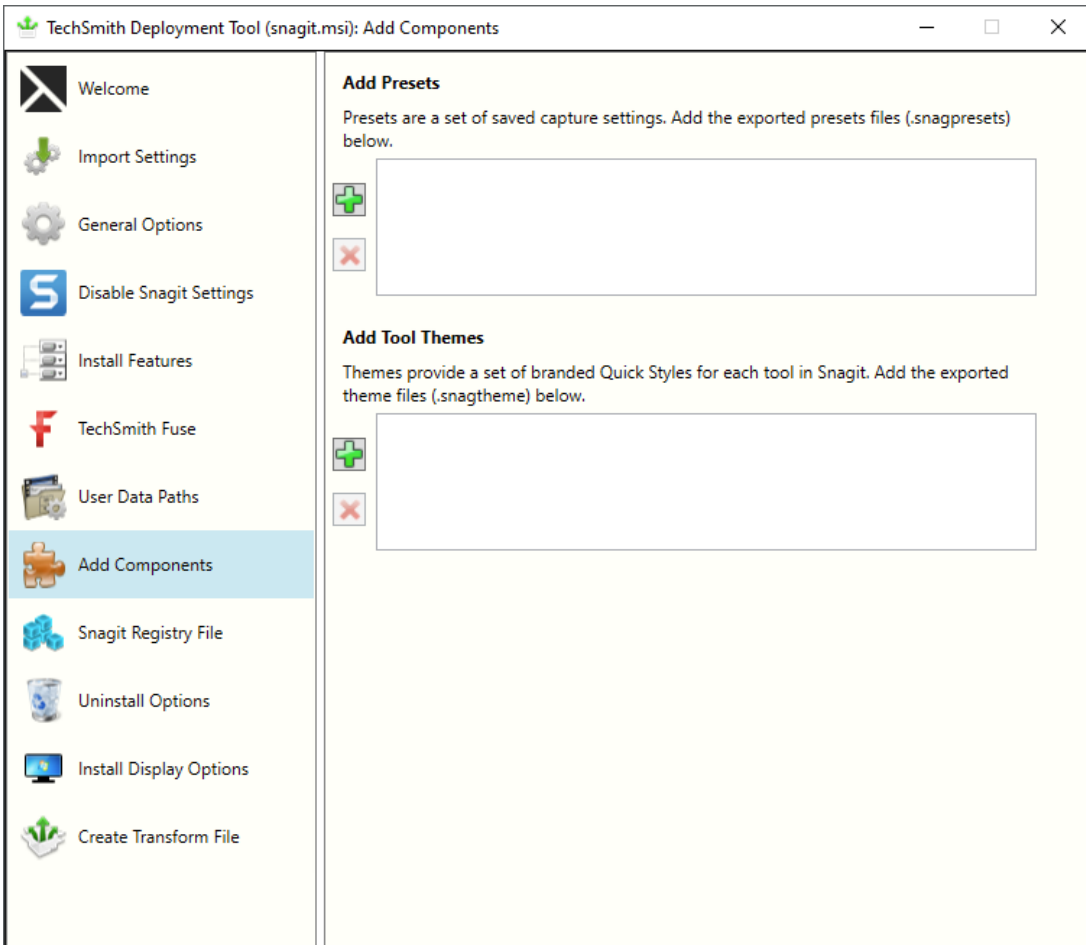 TechSmith Deployment Tool (snagit.msi): Add Components
Welcome
Import Settings
General Options
Disable Snagit Settings
Install Features
TechSmith Fuse
User Data Paths
Add Components
Snagit Registry File
Uninstall Options
Install Display Options
Create Transform File
Add Presets
Presets are a set of saved capture settings. Add the exported presets files (.snagpresets)
below.
Add Tool Themes
Themes provide a set of branded Quick Styles for each tool in Snagit. Add the exported
theme files (.snagtheme) below.